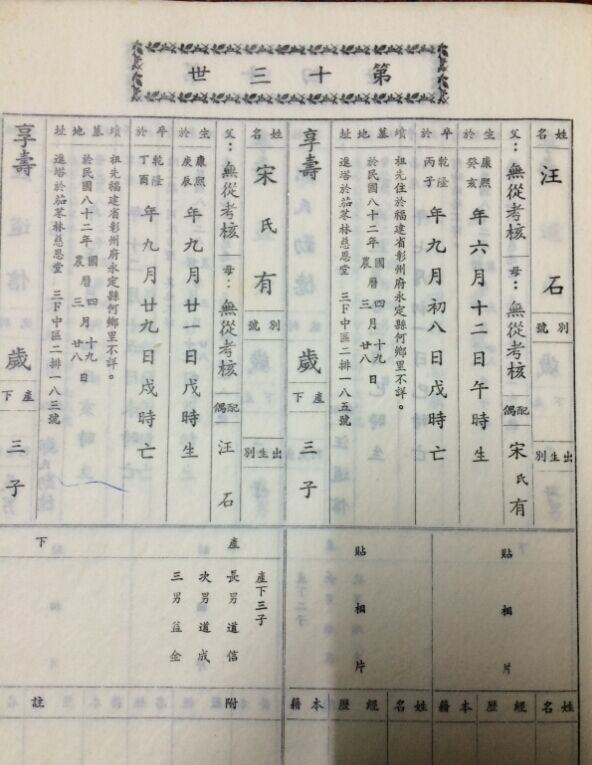 第十三世
姓名 汪石 別號 出生別
父：無從考核 母：無從考核 配偶 宋氏有
生於 康熙癸亥 年六月十二日午時生
卒於 乾隆丙子 年九月初八日戌時亡
墳墓地址 祖先住於福建省彰州府永定縣何鄉里不詳。
於民國八十二年 國曆 農曆 四月 三月 十九 廿八 日
進塔於茄苳林慈恩堂 三F中區二排一八五號
享壽 歲 產下 三子
姓名 宋氏有 別號 出生別
父：無從考核 母：無從考核 配偶 汪石
生於 康熙庚辰 年九月廿一日戌時生
卒於 乾隆丁酉 年九月廿九日戌時亡
墳墓地址 祖先福建省彰州府永定縣何鄉里不詳。
於民國八十二年 國曆 農曆 四月 三月 十九 廿八 日
進塔於茄苳林慈恩堂 三F中區二排一八三號
享壽 歲 產下 三子
貼相片
貼相片
產下
產下三子
長男道信
次男道成
三男益金
姓名 經歷 本籍
姓名 經歷 本籍
附註